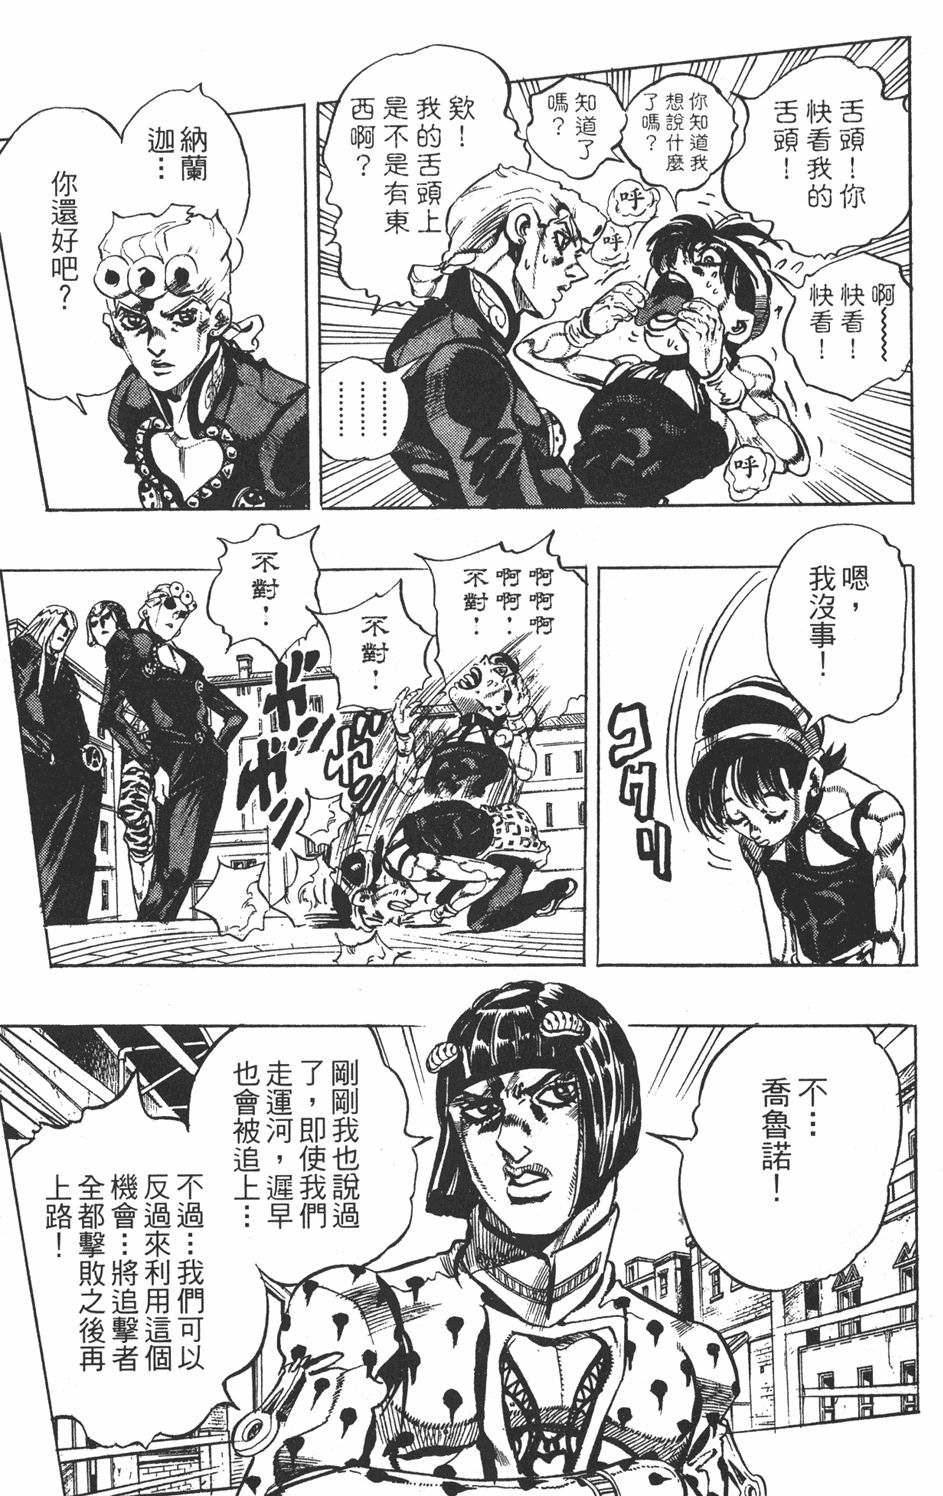 舌頭！你
快看我的
舌頭！
啊~~~~
快看！
快看！
你知道我
想說什麼
了嗎？
知道了
嗎？
欸！
我的舌頭上
是不是有東
西啊？
呼
呼
呼
⋯⋯⋯
⋯⋯⋯
納蘭
迦⋯
你還好吧？
嗯，
我沒事！
啊啊啊
啊啊！
不對！
不對！
不對！
不⋯
喬魯諾！
剛剛我也說過
了，即使我們
走運河，遲早
也會被追上⋯
不過⋯我們可以
反過來利用這個
機會⋯將追擊者
全都擊敗之後再
上路！